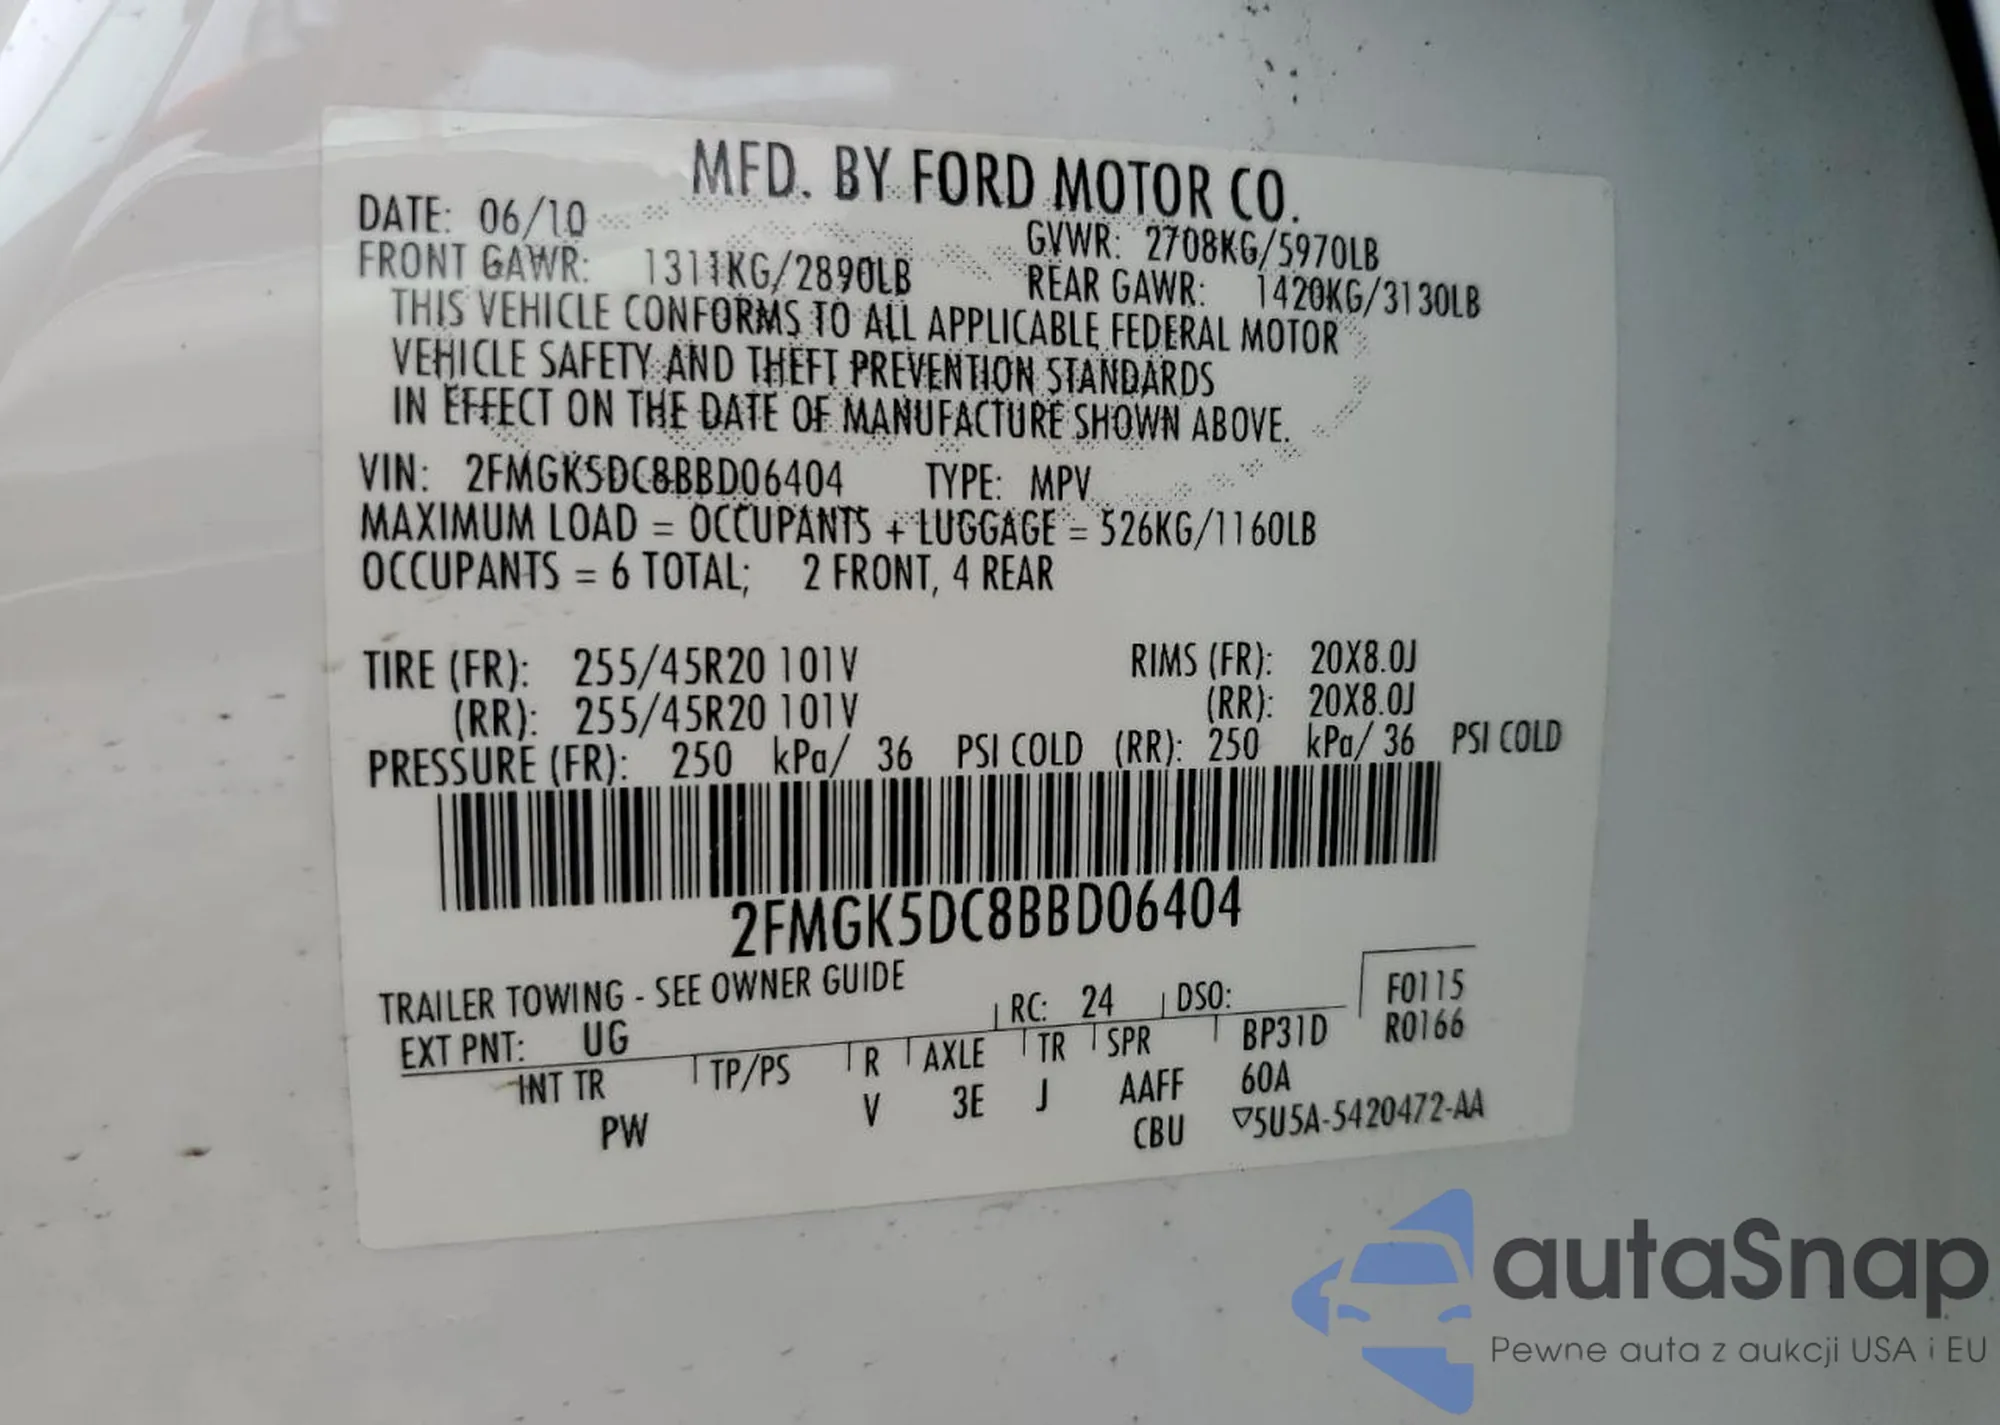 MFD. BY FORD MOTOR CO.
DATE: 06/10 GVWR: 2708KG/5970LB
FRONT GAWR: 1311KG/2890LB REAR GAWR: 1420KG/3130LB
THIS VEHICLE CONFORMS TO ALL APPLICABLE FEDERAL MOTOR
VEHICLE SAFETY AND THEFT PREVENTION STANDARDS
IN EFFECT ON THE DATE OF MANUFACTURE SHOWN ABOVE.
VIN: 2FMGK5DC8BBD06404 TYPE: MPV
MAXIMUM LOAD = OCCUPANTS + LUGGAGE = 526KG/1160LB
OCCUPANTS = 6 TOTAL; 2 FRONT, 4 REAR
TIRE (FR): 255/45R20 101V RIMS (FR): 20X8.0J
(RR): 255/45R20 101V (RR): 20X8.0J
PRESSURE (FR): 250 kPa/ 36 PSI COLD (RR): 250 kPa/ 36 PSI COLD
2FMGK5DC8BBD06404
TRAILER TOWING - SEE OWNER GUIDE
EXT PNT: UG RC: 24 DSO: F0115
R0166
INT TR TP/PS R AXLE TR SPR BP31D
PW V 3E J AAFF 60A
CBU ▽5U5A-5420472-AA
autaSnap
Pewne auta z aukcji USA i EU